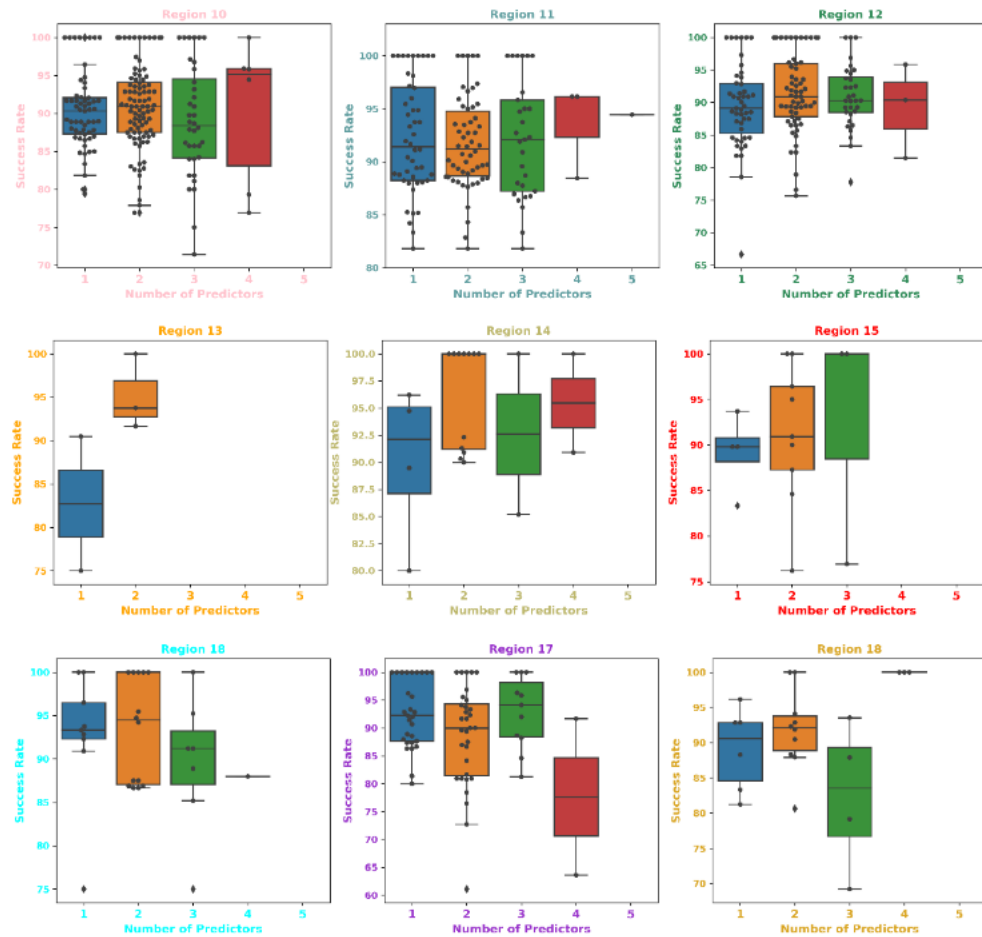 Region 10
Success Rate
100
95
90
85
80
75
70
1 2 3 4 5
Number of Predictors
Region 11
Success Rate
100
95
90
85
80
1 2 3 4 5
Number of Predictors
Region 12
Success Rate
100
95
90
85
80
75
70
65
1 2 3 4 5
Number of Predictors
Region 13
Success Rate
100
95
90
85
80
75
1 2 3 4 5
Number of Predictors
Region 14
Success Rate
100.0
97.5
95.0
92.5
90.0
87.5
85.0
82.5
80.0
1 2 3 4 5
Number of Predictors
Region 15
Success Rate
100
95
90
85
80
75
1 2 3 4 5
Number of Predictors
Region 18
Success Rate
100
95
90
85
80
75
1 2 3 4 5
Number of Predictors
Region 17
Success Rate
100
95
90
85
80
75
70
65
60
1 2 3 4 5
Number of Predictors
Region 18
Success Rate
100
95
90
85
80
75
70
1 2 3 4 5
Number of Predictors